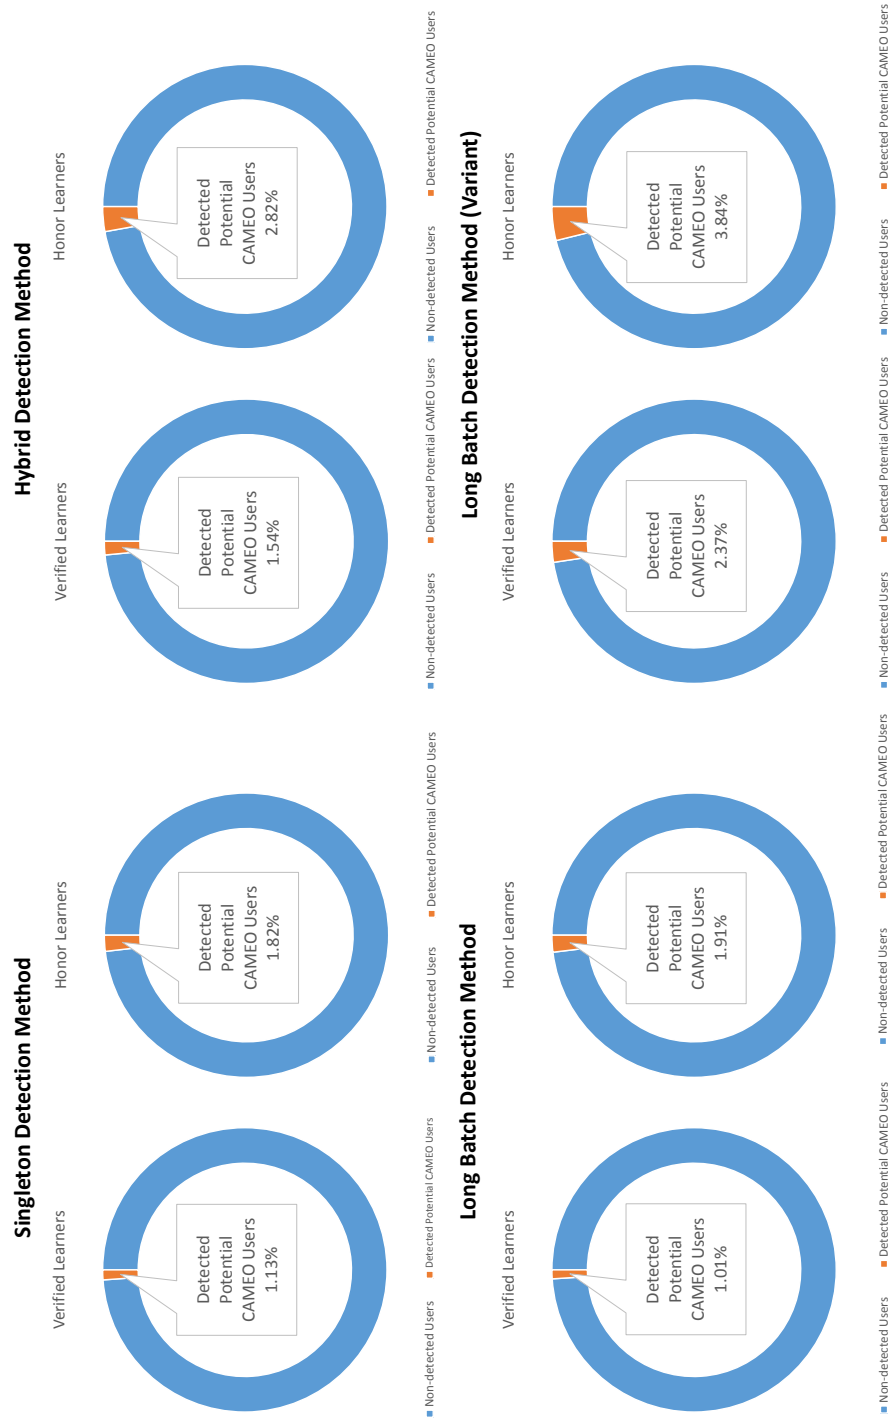 Singleton Detection Method
Verified Learners
Detected
Potential
CAMEO Users
1.13%
Non-detected Users
Detected Potential CAMEO Users
Honor Learners
Detected
Potential
CAMEO Users
1.82%
Non-detected Users
Detected Potential CAMEO Users
Hybrid Detection Method
Verified Learners
Detected
Potential
CAMEO Users
1.54%
Non-detected Users
Detected Potential CAMEO Users
Honor Learners
Detected
Potential
CAMEO Users
2.82%
Non-detected Users
Detected Potential CAMEO Users
Long Batch Detection Method
Verified Learners
Detected
Potential
CAMEO Users
1.01%
Non-detected Users
Detected Potential CAMEO Users
Honor Learners
Detected
Potential
CAMEO Users
1.91%
Non-detected Users
Detected Potential CAMEO Users
Long Batch Detection Method (Variant)
Verified Learners
Detected
Potential
CAMEO Users
2.37%
Non-detected Users
Detected Potential CAMEO Users
Honor Learners
Detected
Potential
CAMEO Users
3.84%
Non-detected Users
Detected Potential CAMEO Users